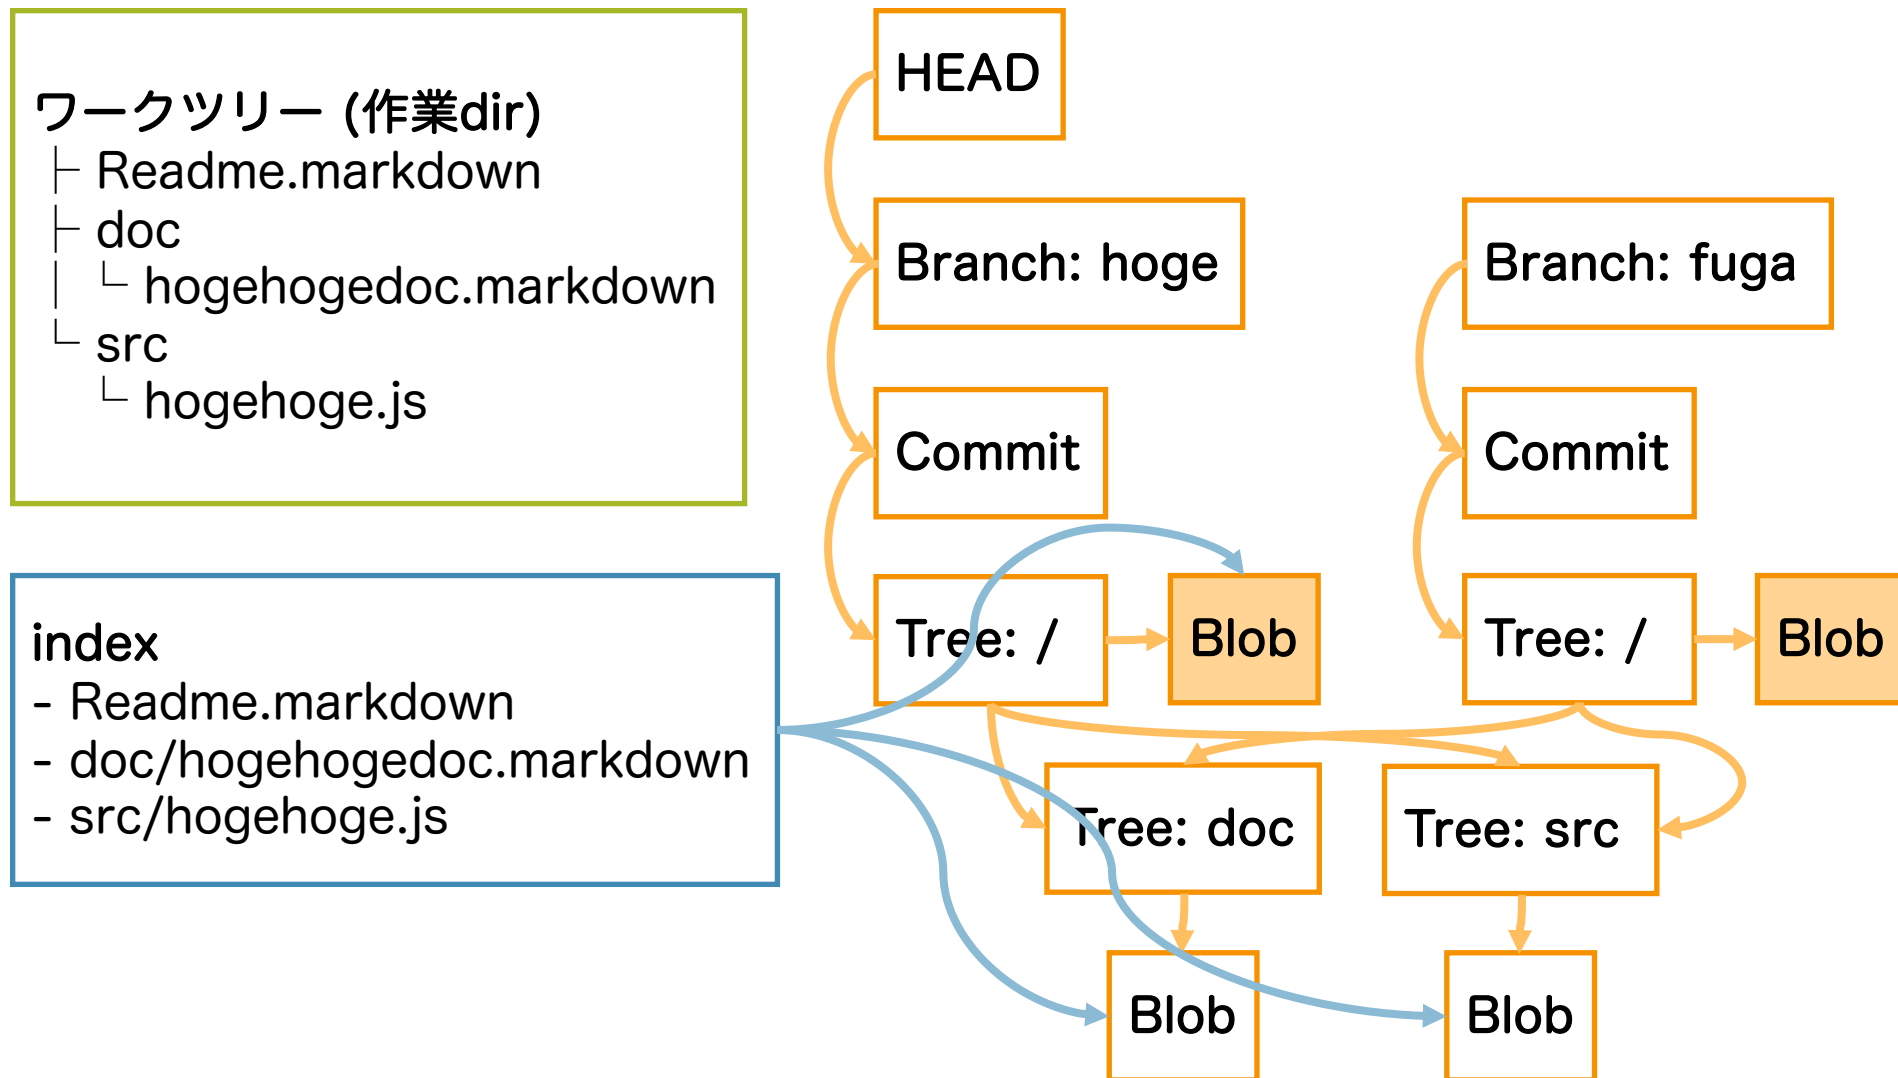 ワークツリー (作業dir)
├ Readme.markdown
├ doc
│ └ hogehogedoc.markdown
└ src
  └ hogehoge.js
index
- Readme.markdown
- doc/hogehogedoc.markdown
- src/hogehoge.js
HEAD
Branch: hoge
Branch: fuga
Commit
Commit
Tree: /
Blob
Tree: /
Blob
Tree: doc
Tree: src
Blob
Blob